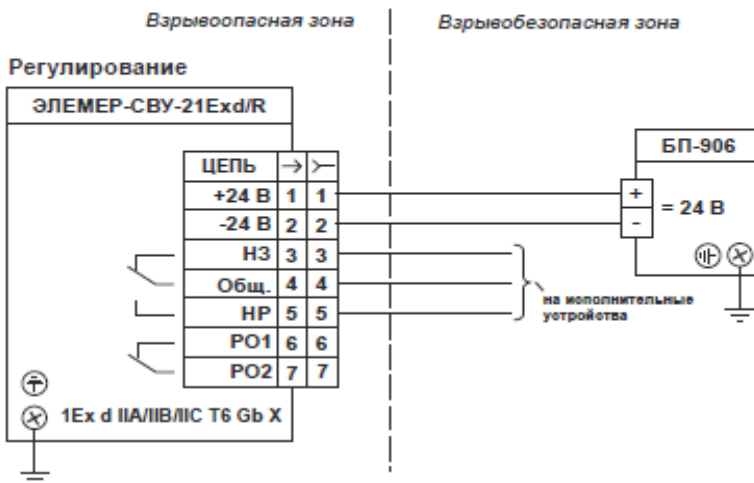 Взрывоопасная зона
Взрывобезопасная зона
Регулирование
ЭЛЕМЕР-СВУ-21Exd/R
ЦЕПЬ
+24 В 1 1
-24 В 2 2
НЗ 3 3
Общ. 4 4
НР 5 5
РО1 6 6
РО2 7 7
1Ex d IIA/IIB/IIC T6 Gb X
БП-906
+
= 24 В
-
на исполнительные
устройства